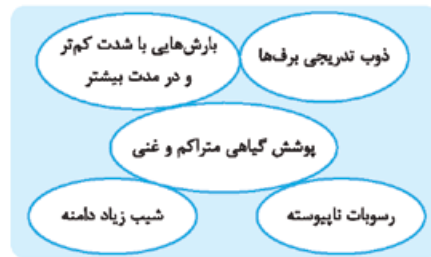 ذوب تدریجی برف‌ها
بارش‌هایی با شدت کم‌تر
و در مدت بیشتر
پوشش گیاهی متراکم و غنی
رسوبات ناپیوسته
شیب زیاد دامنه